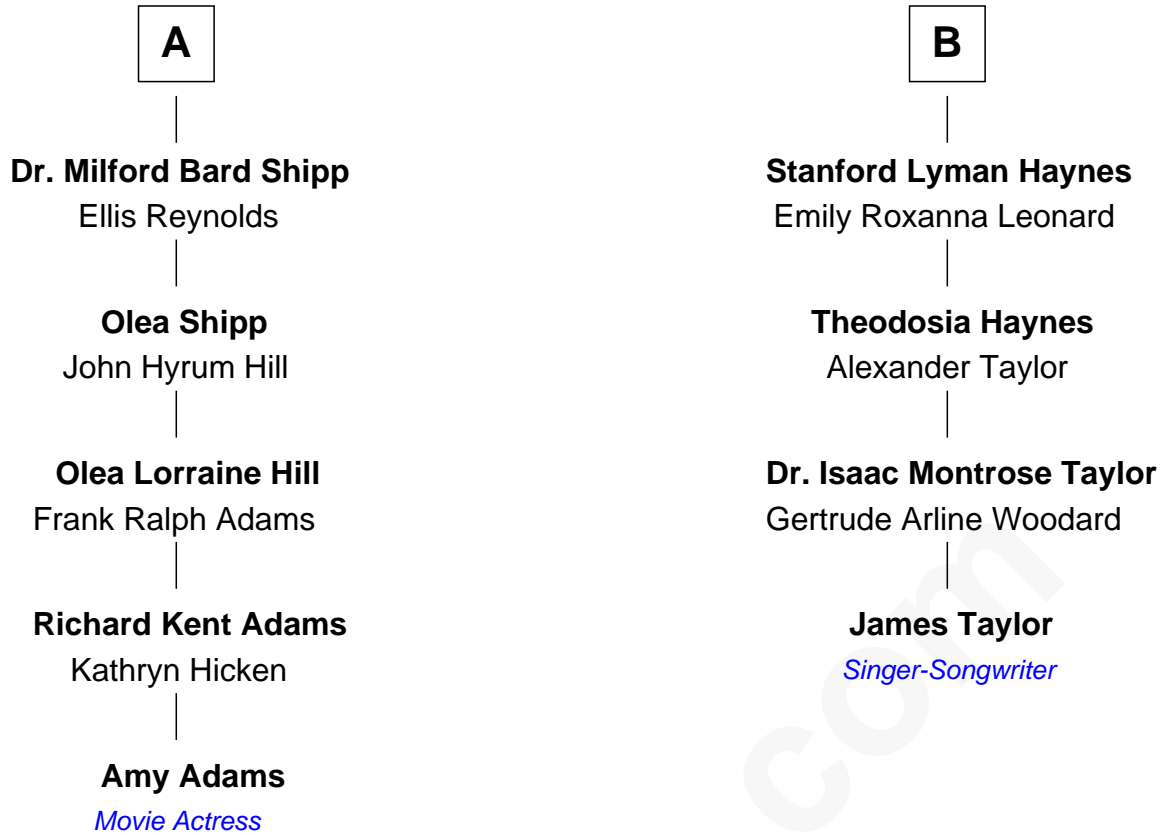 A
Dr. Milford Bard Shipp
Ellis Reynolds
Olea Shipp
John Hyrum Hill
Olea Lorraine Hill
Frank Ralph Adams
Richard Kent Adams
Kathryn Hicken
Amy Adams
Movie Actress
B
Stanford Lyman Haynes
Emily Roxanna Leonard
Theodosia Haynes
Alexander Taylor
Dr. Isaac Montrose Taylor
Gertrude Arline Woodard
James Taylor
Singer-Songwriter
com